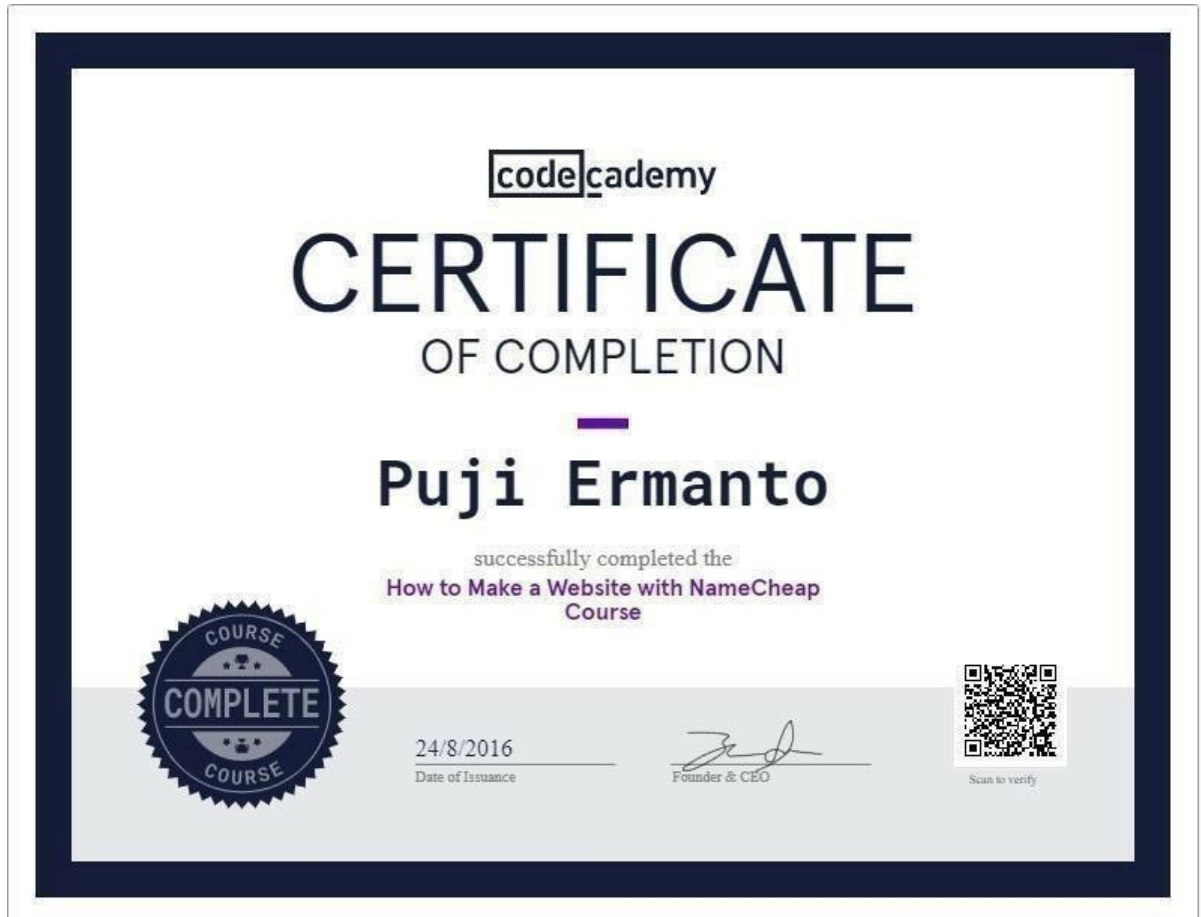 codecademy
CERTIFICATE
OF COMPLETION
Puji Ermanto
successfully completed the
How to Make a Website with NameCheap
Course
COURSE
COMPLETE
COURSE
24/8/2016
Date of Issuance
Founder & CEO
Scan to verify